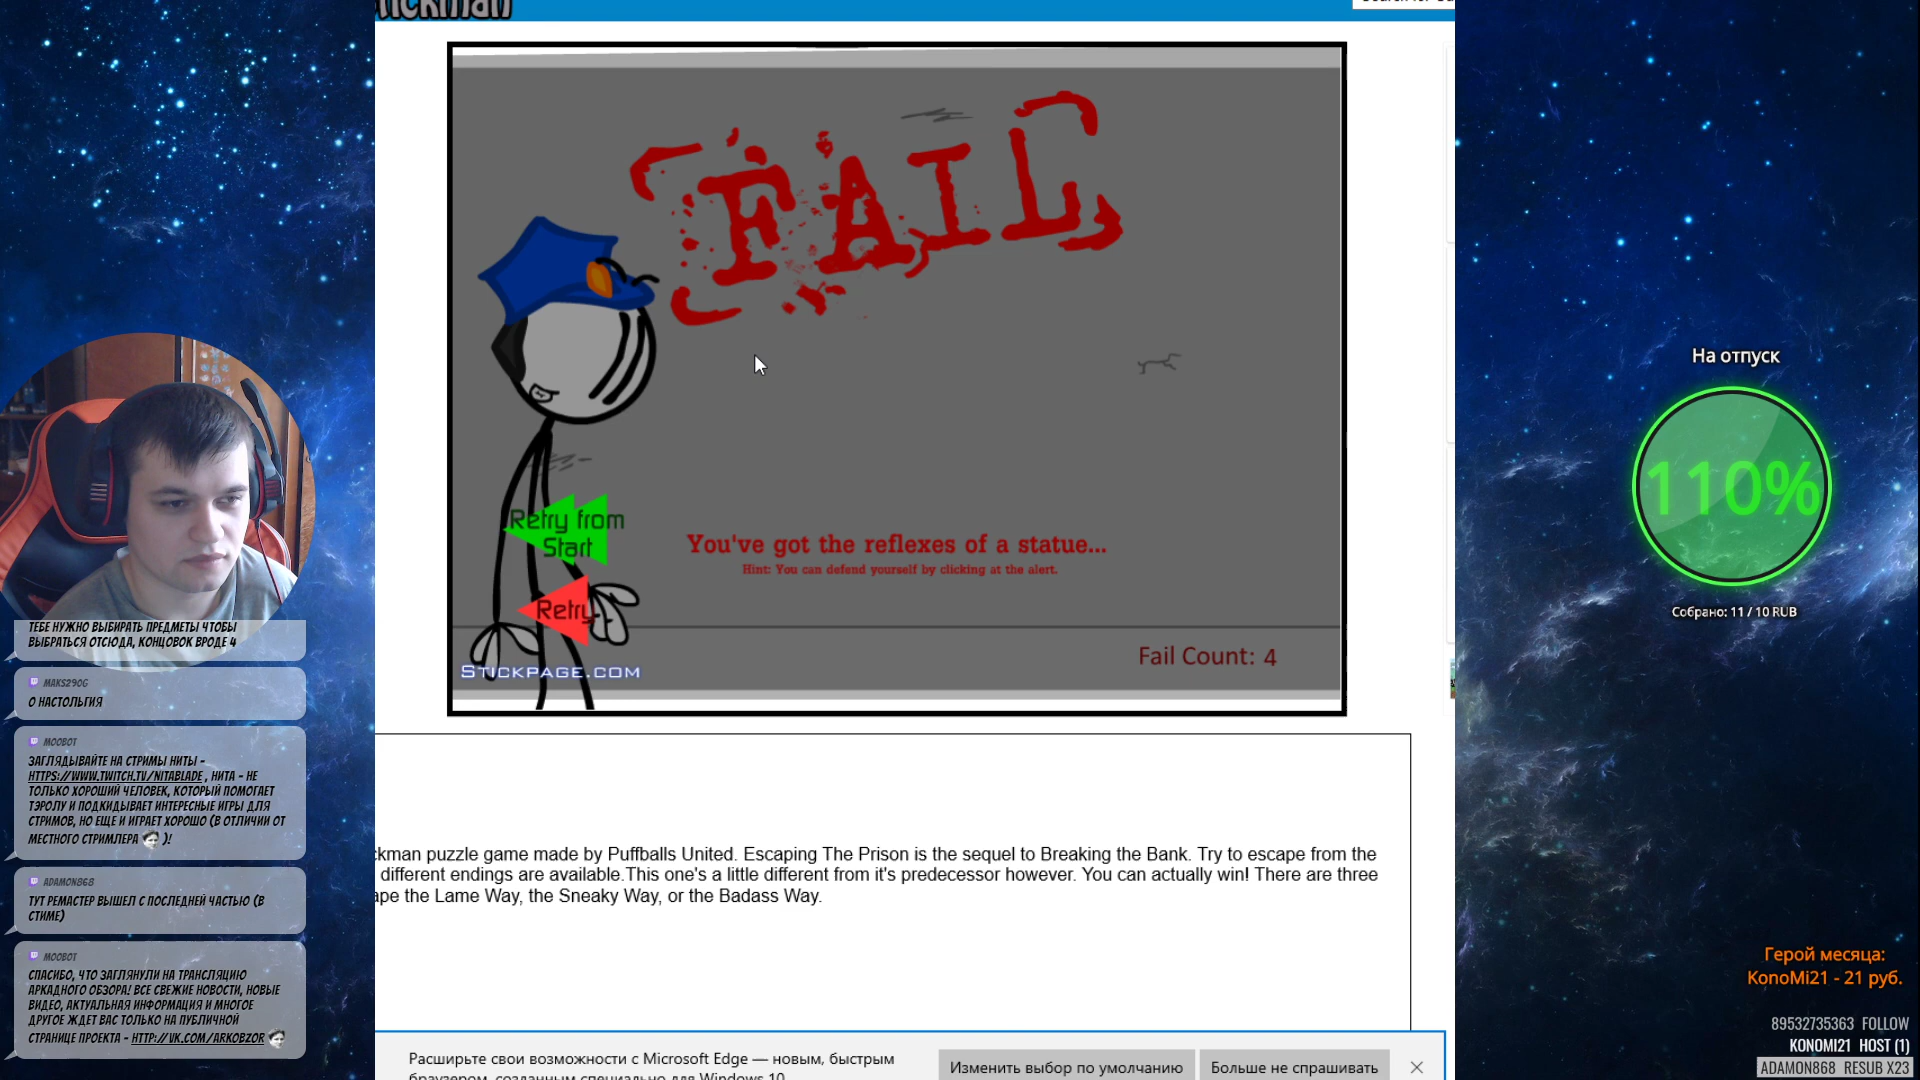 FAIL
Retry from
Start
Retry
You've got the reflexes of a statue...
Hint: You can defend yourself by clicking at the alert.
STICKPAGE.COM
Fail Count: 4
ckman puzzle game made by Puffballs United. Escaping The Prison is the sequel to Breaking the Bank. Try to escape from the
different endings are available.This one's a little different from it's predecessor however. You can actually win! There are three
ape the Lame Way, the Sneaky Way, or the Badass Way.
Расширьте свои возможности с Microsoft Edge — новым, быстрым
браузером, созданным специально для Windows 10.
Изменить выбор по умолчанию
Больше не спрашивать
ТЕБЕ НУЖНО ВЫБИРАТЬ ПРЕДМЕТЫ ЧТОБЫ
ВЫБРАТЬСЯ ОТСЮДА, КОНЦОВОК ВРОДЕ 4
MAKS290G
О НАСТОЛЬГИЯ
MOOBOT
ЗАГЛЯДЫВАЙТЕ НА СТРИМЫ НИТЫ -
HTTPS://WWW.TWITCH.TV/NITABLADE , НИТА - НЕ
ТОЛЬКО ХОРОШИЙ ЧЕЛОВЕК, КОТОРЫЙ ПОМОГАЕТ
ТЭРОЛУ И ПОДКИДЫВАЕТ ИНТЕРЕСНЫЕ ИГРЫ ДЛЯ
СТРИМОВ, НО ЕЩЕ И ИГРАЕТ ХОРОШО (В ОТЛИЧИИ ОТ
МЕСТНОГО СТРИМЛЕРА )!
ADAMON868
ТУТ РЕМАСТЕР ВЫШЕЛ С ПОСЛЕДНЕЙ ЧАСТЬЮ (В
СТИМЕ)
MOOBOT
СПАСИБО, ЧТО ЗАГЛЯНУЛИ НА ТРАНСЛЯЦИЮ
АРКАДНОГО ОБЗОРА! ВСЕ СВЕЖИЕ НОВОСТИ, НОВЫЕ
ВИДЕО, АКТУАЛЬНАЯ ИНФОРМАЦИЯ И МНОГОЕ
ДРУГОЕ ЖДЕТ ВАС ТОЛЬКО НА ПУБЛИЧНОЙ
СТРАНИЦЕ ПРОЕКТА - HTTP://VK.COM/ARKOBZOR
На отпуск
110%
Собрано: 11 / 10 RUB
Герой месяца:
KonoMi21 - 21 руб.
89532735363 FOLLOW
KONOMI21 HOST (1)
ADAMON868 RESUB X23